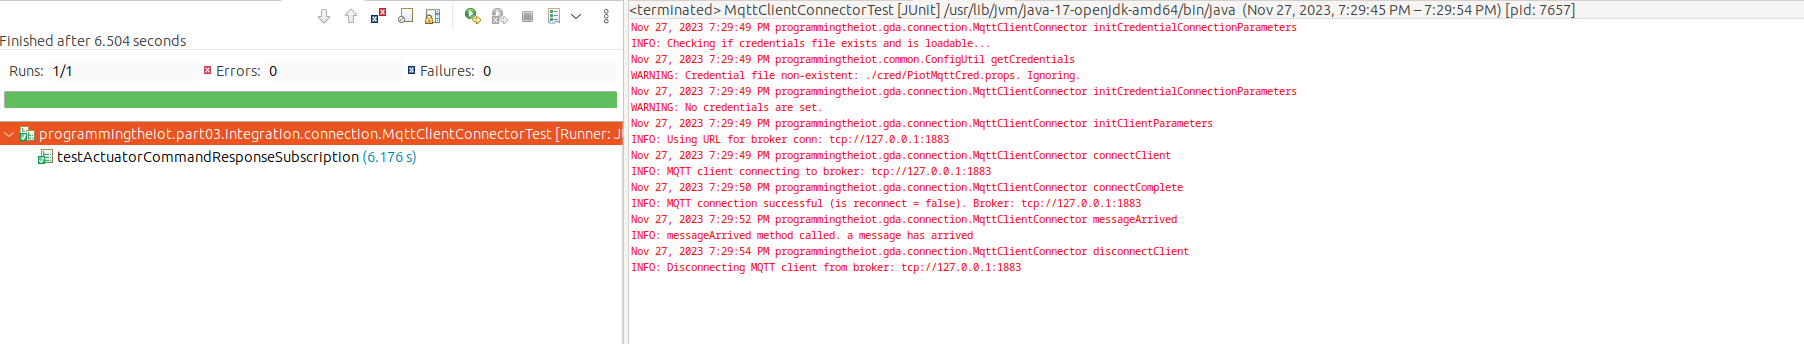 Finished after 6.504 seconds
Runs: 1/1 Errors: 0 Failures: 0
programmingtheiot.part03.integration.connection.MqttClientConnectorTest [Runner: JU
testActuatorCommandResponseSubscription (6.176 s)
<terminated> MqttClientConnectorTest [JUnit] /usr/lib/jvm/java-17-openjdk-amd64/bin/java (Nov 27, 2023, 7:29:45 PM – 7:29:54 PM) [pid: 7657]
Nov 27, 2023 7:29:49 PM programmingtheiot.gda.connection.MqttClientConnector initCredentialConnectionParameters
INFO: Checking if credentials file exists and is loadable...
Nov 27, 2023 7:29:49 PM programmingtheiot.common.ConfigUtil getCredentials
WARNING: Credential file non-existent: ./cred/PiotMqttCred.props. Ignoring.
Nov 27, 2023 7:29:49 PM programmingtheiot.gda.connection.MqttClientConnector initCredentialConnectionParameters
WARNING: No credentials are set.
Nov 27, 2023 7:29:49 PM programmingtheiot.gda.connection.MqttClientConnector initClientParameters
INFO: Using URL for broker conn: tcp://127.0.0.1:1883
Nov 27, 2023 7:29:49 PM programmingtheiot.gda.connection.MqttClientConnector connectClient
INFO: MQTT client connecting to broker: tcp://127.0.0.1:1883
Nov 27, 2023 7:29:50 PM programmingtheiot.gda.connection.MqttClientConnector connectComplete
INFO: MQTT connection successful (is reconnect = false). Broker: tcp://127.0.0.1:1883
Nov 27, 2023 7:29:52 PM programmingtheiot.gda.connection.MqttClientConnector messageArrived
INFO: messageArrived method called. a message has arrived
Nov 27, 2023 7:29:54 PM programmingtheiot.gda.connection.MqttClientConnector disconnectClient
INFO: Disconnecting MQTT client from broker: tcp://127.0.0.1:1883